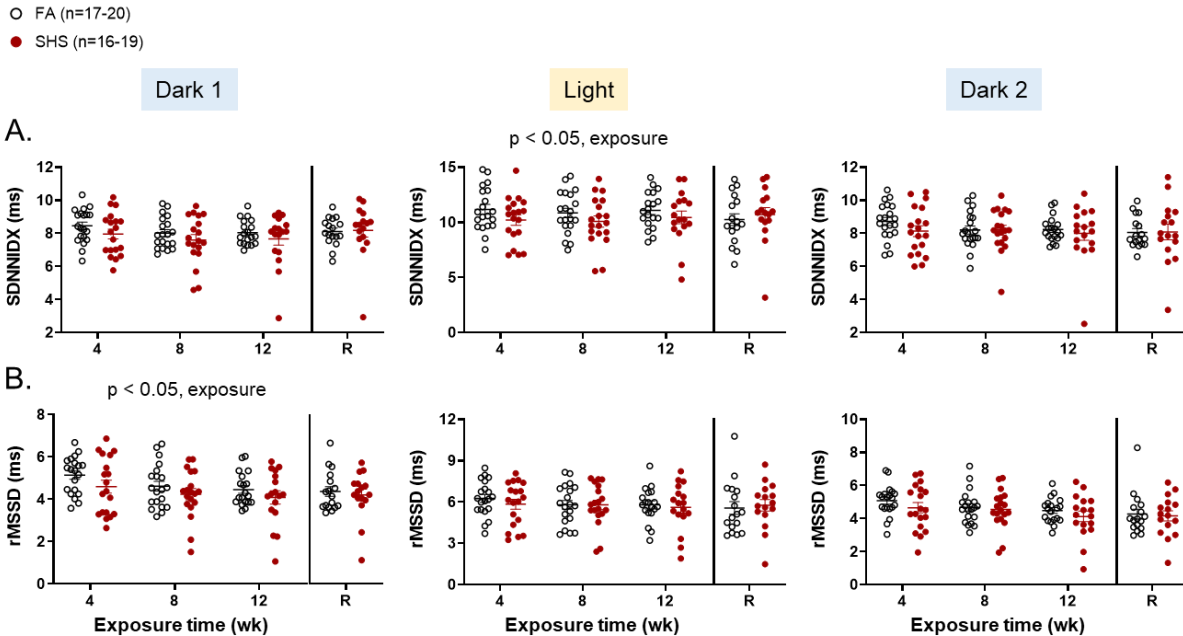 FA (n=17-20)
SHS (n=16-19)
Dark 1 Light Dark 2
A.
p < 0.05, exposure
SDNNIDX (ms)
12
10
8
6
4
2
4 8 12 R
SDNNIDX (ms)
15
10
5
0
4 8 12 R
SDNNIDX (ms)
12
10
8
6
4
2
4 8 12 R
B.
p < 0.05, exposure
rMSSD (ms)
8
6
4
2
0
4 8 12 R
Exposure time (wk)
rMSSD (ms)
12
9
6
3
0
4 8 12 R
Exposure time (wk)
rMSSD (ms)
10
8
6
4
2
0
4 8 12 R
Exposure time (wk)